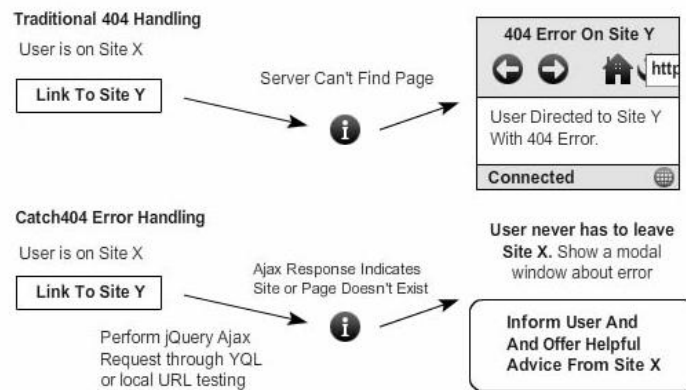 Traditional 404 Handling
User is on Site X
Link To Site Y
Server Can't Find Page
404 Error On Site Y
http
User Directed to Site Y
With 404 Error.
Connected
Catch404 Error Handling
User is on Site X
Link To Site Y
Perform jQuery Ajax
Request through YQL
or local URL testing
Ajax Response Indicates
Site or Page Doesn't Exist
User never has to leave
Site X. Show a modal
window about error
Inform User And
And Offer Helpful
Advice From Site X